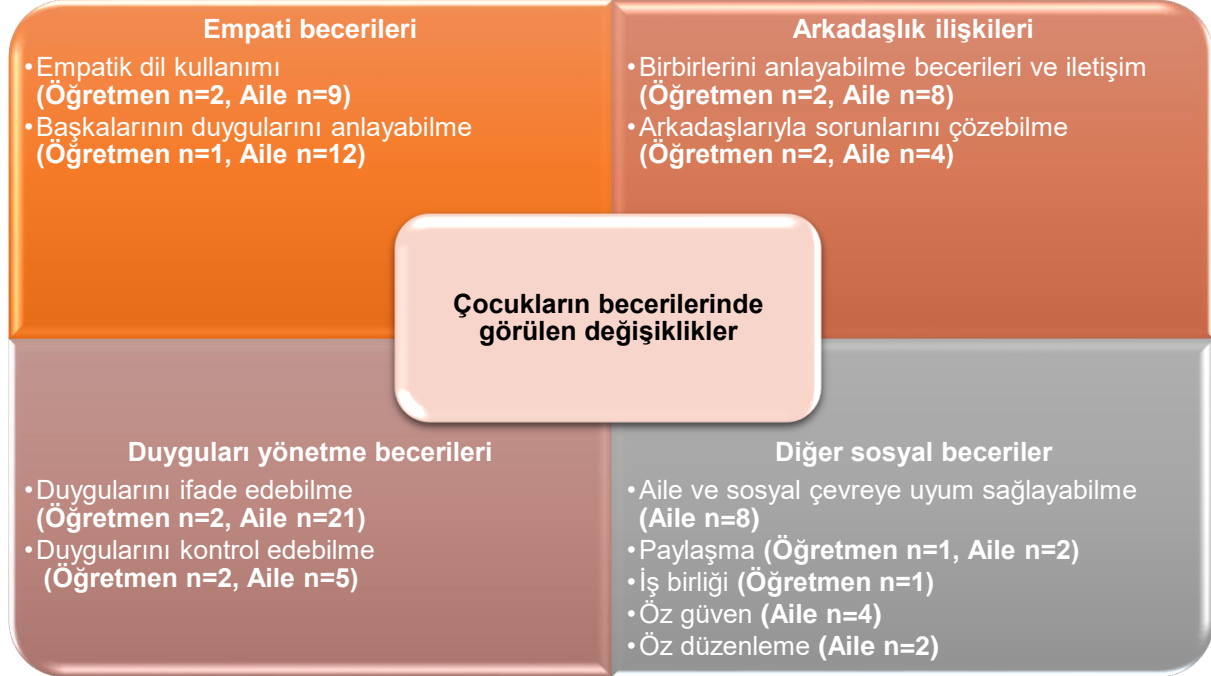 Empati becerileri
•Empatik dil kullanımı
(Öğretmen n=2, Aile n=9)
•Başkalarının duygularını anlayabilme
(Öğretmen n=1, Aile n=12)
Arkadaşlık ilişkileri
•Birbirlerini anlayabilme becerileri ve iletişim
(Öğretmen n=2, Aile n=8)
•Arkadaşlarıyla sorunlarını çözebilme
(Öğretmen n=2, Aile n=4)
Çocukların becerilerinde
görülen değişiklikler
Duyguları yönetme becerileri
•Duygularını ifade edebilme
(Öğretmen n=2, Aile n=21)
•Duygularını kontrol edebilme
(Öğretmen n=2, Aile n=5)
Diğer sosyal beceriler
•Aile ve sosyal çevreye uyum sağlayabilme
(Aile n=8)
•Paylaşma (Öğretmen n=1, Aile n=2)
•İş birliği (Öğretmen n=1)
•Öz güven (Aile n=4)
•Öz düzenleme (Aile n=2)